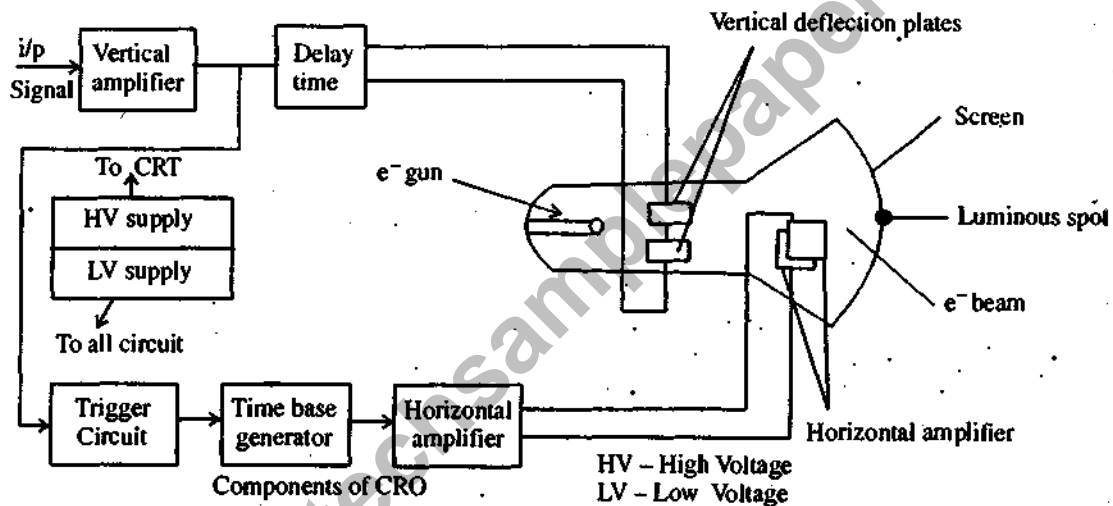 Vertical deflection plates
i/p
Signal
Vertical
amplifier
Delay
time
Screen
To CRT
e⁻ gun
HV supply
LV supply
Luminous spot
e⁻ beam
To all circuit
Trigger
Circuit
Time base
generator
Horizontal
amplifier
Horizontal amplifier
HV – High Voltage
LV – Low Voltage
Components of CRO
techsamplepaper